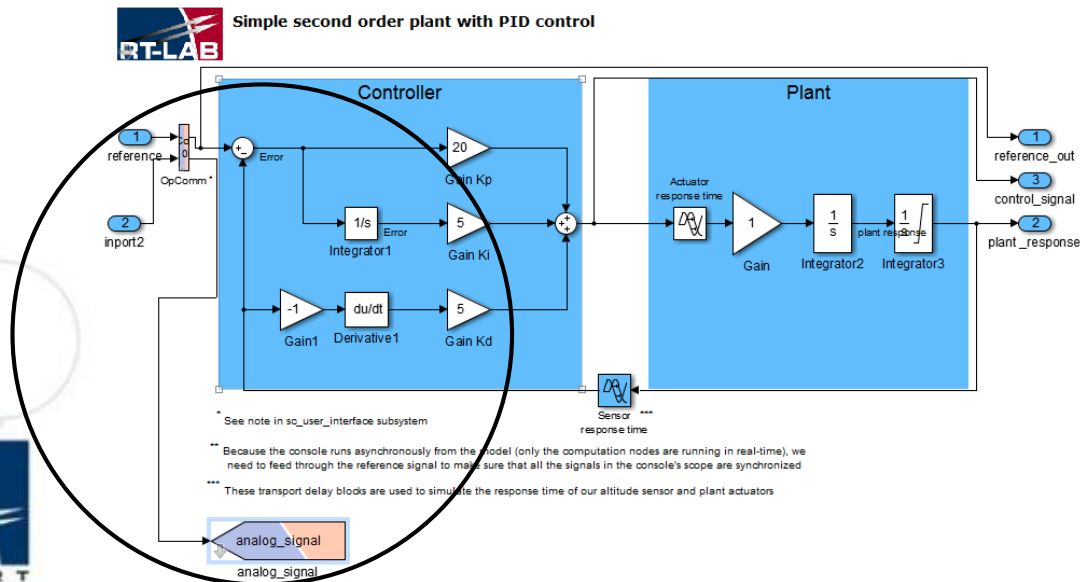 RT-LAB
Simple second order plant with PID control
Controller
Plant
1
reference
OpComm *
2
inport2
+
-
Error
20
Gain Kp
1/s
Integrator1
Error
5
Gain Ki
-1
Gain1
du/dt
Derivative1
5
Gain Kd
+
+
+
Actuator
response time
1
Gain
1
s
Integrator2
plant response
1
s
Integrator3
1
reference_out
3
control_signal
2
plant _response
Sensor
response time
***
* See note in sc_user_interface subsystem
** Because the console runs asynchronously from the model (only the computation nodes are running in real-time), we
need to feed through the reference signal to make sure that all the signals in the console's scope are synchronized
*** These transport delay blocks are used to simulate the response time of our altitude sensor and plant actuators
analog_signal
analog_signal
R T